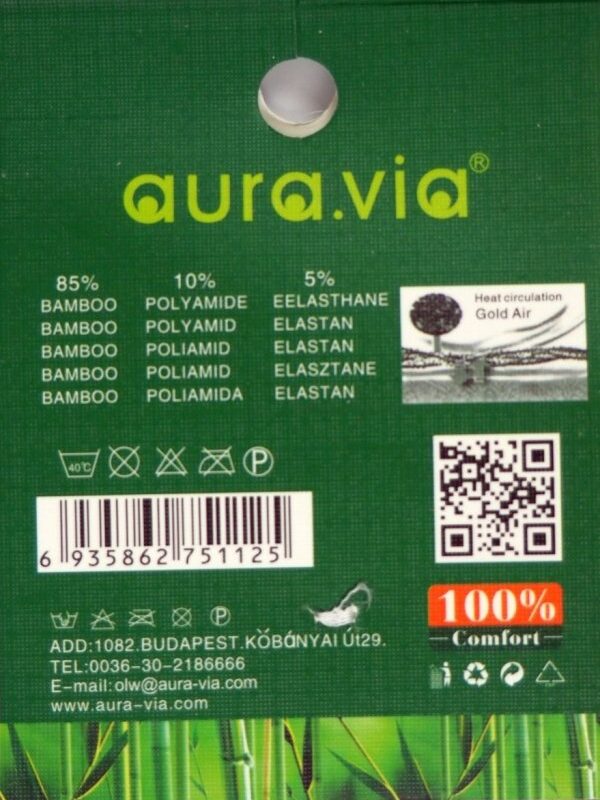 aura.via®
85% 10% 5%
BAMBOO POLYAMIDE EELASTHANE
BAMBOO POLYAMID ELASTAN
BAMBOO POLIAMID ELASTAN
BAMBOO POLIAMID ELASZTANE
BAMBOO POLIAMIDA ELASTAN
Heat circulation
Gold Air
40℃ P
6 935862 751125
100%
Comfort
P
ADD:1082.BUDAPEST.KŎBáNYAI Út29.
TEL:0036-30-2186666
E-mail:olw@aura-via.com
www.aura-via.com